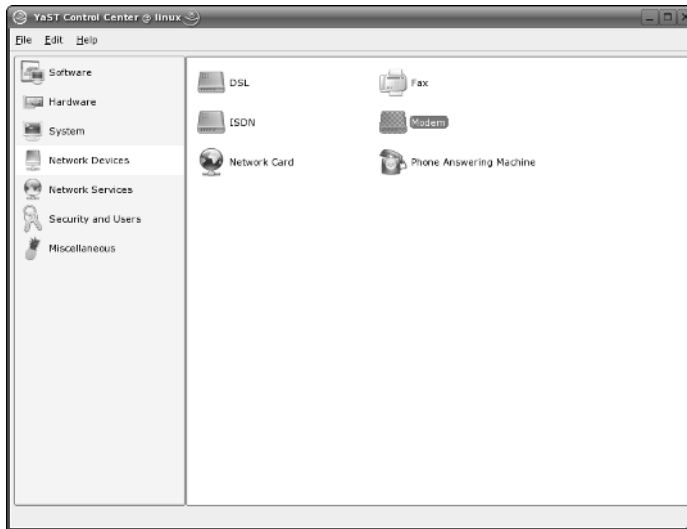 YaST Control Center @ linux
File Edit Help
Software
Hardware
System
Network Devices
Network Services
Security and Users
Miscellaneous
DSL
Fax
ISDN
Modem
Network Card
Phone Answering Machine